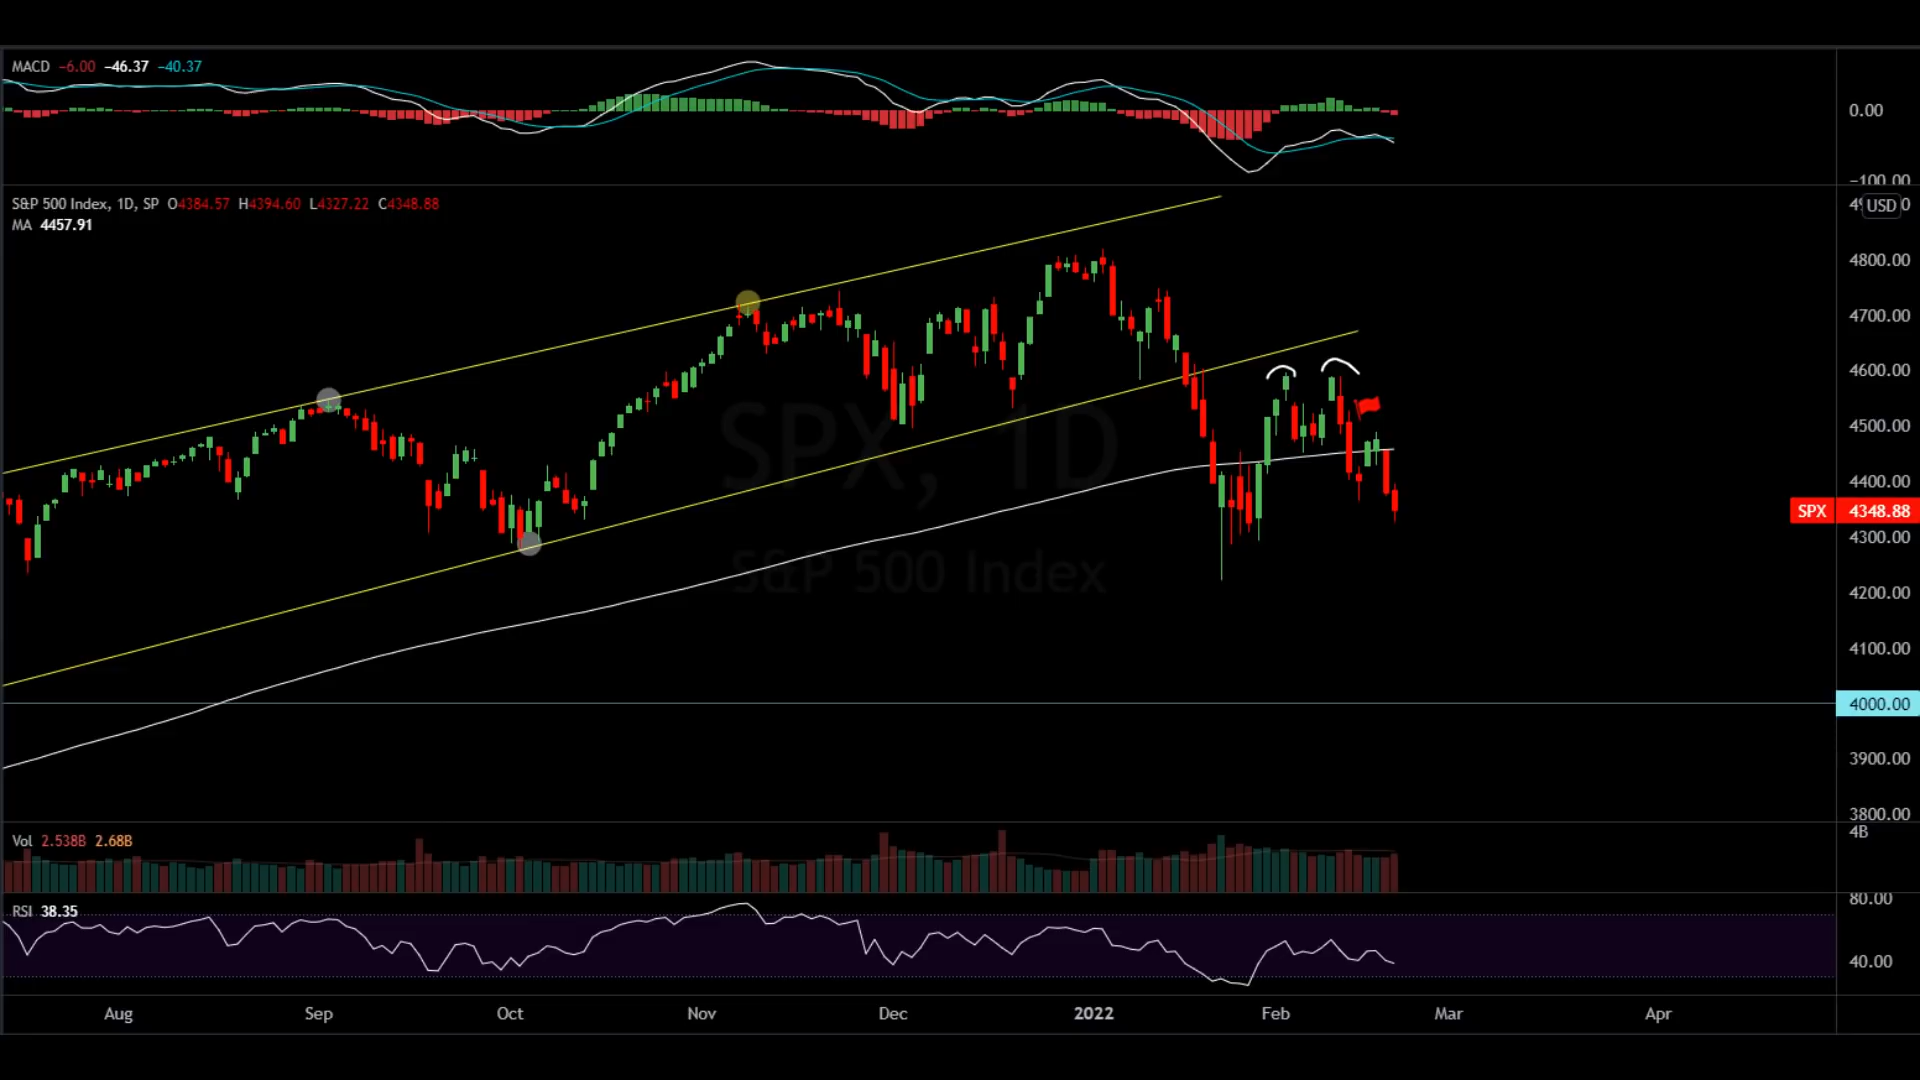 MACD −6.00 −46.37 −40.37
0.00
−100.00
S&P 500 Index, 1D, SP O4384.57 H4394.60 L4327.22 C4348.88
USD
MA 4457.91
4800.00
4700.00
4600.00
4500.00
SPX, 1D
4400.00
SPX 4348.88
4300.00
S&P 500 Index
4200.00
4100.00
4000.00
3900.00
3800.00
4B
Vol 2.538B 2.68B
80.00
RSI 38.35
40.00
Aug Sep Oct Nov Dec 2022 Feb Mar Apr